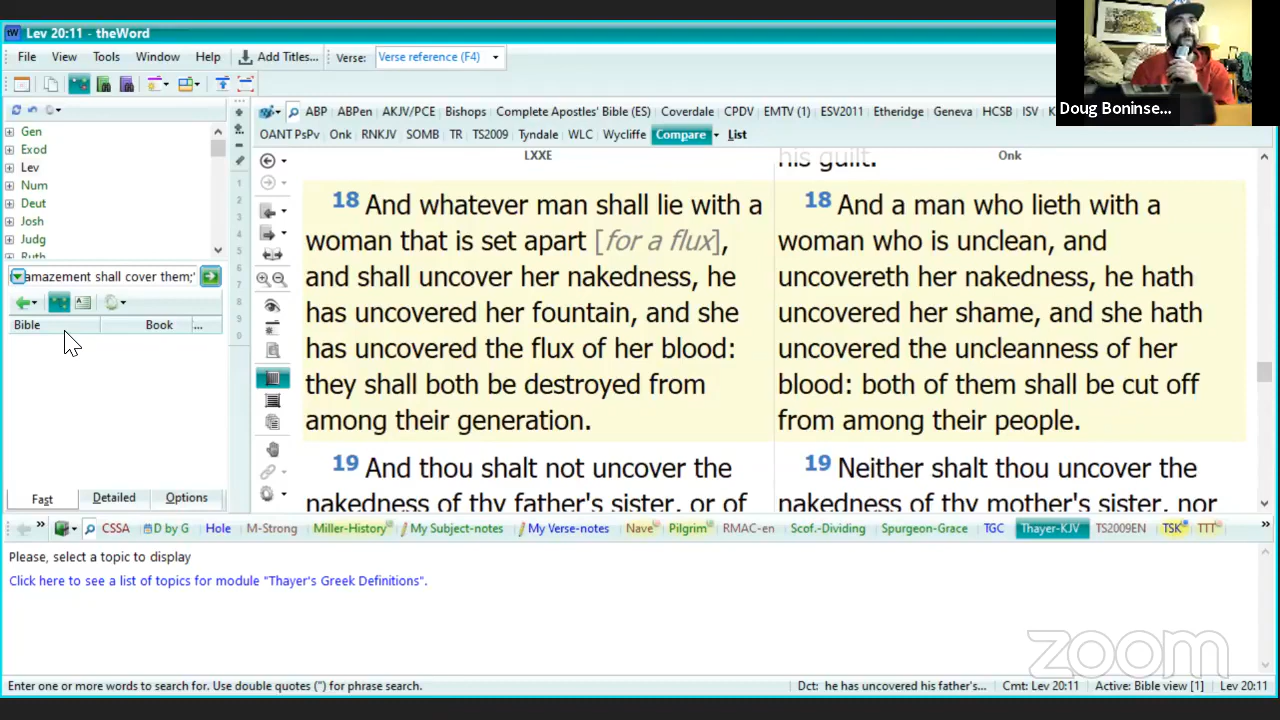 Lev 20:11 - theWord
File View Tools Window Help Add Titles... Verse: Verse reference (F4)
Doug Boninse...
ABP ABPen AKJV/PCE Bishops Complete Apostles' Bible (ES) Coverdale CPDV EMTV (1) ESV2011 Etheridge Geneva HCSB ISV
OANT PsPv Onk RNKJV SOMB TR TS2009 Tyndale WLC Wycliffe Compare List
Gen
Exod
Lev
Num
Deut
Josh
Judg
Ruth
amazement shall cover them;"
Bible Book ...
Fast Detailed Options
1
2
3
4
5
6
7
8
9
0
LXXE
18 And whatever man shall lie with a
woman that is set apart [for a flux],
and shall uncover her nakedness, he
has uncovered her fountain, and she
has uncovered the flux of her blood:
they shall both be destroyed from
among their generation.
19 And thou shalt not uncover the
nakedness of thy father's sister, or of
Onk
his guilt.
18 And a man who lieth with a
woman who is unclean, and
uncovereth her nakedness, he hath
uncovered her shame, and she hath
uncovered the uncleanness of her
blood: both of them shall be cut off
from among their people.
19 Neither shalt thou uncover the
nakedness of thy mother's sister, nor
CSSA D by G Hole M-Strong Miller-History My Subject-notes My Verse-notes Nave Pilgrim RMAC-en Scof.-Dividing Spurgeon-Grace TGC Thayer-KJV TS2009EN TSK TTT
Please, select a topic to display
Click here to see a list of topics for module "Thayer's Greek Definitions".
zoom
Enter one or more words to search for. Use double quotes (") for phrase search. Dct: he has uncovered his father's... Cmt: Lev 20:11 Active: Bible view [1] Lev 20:11